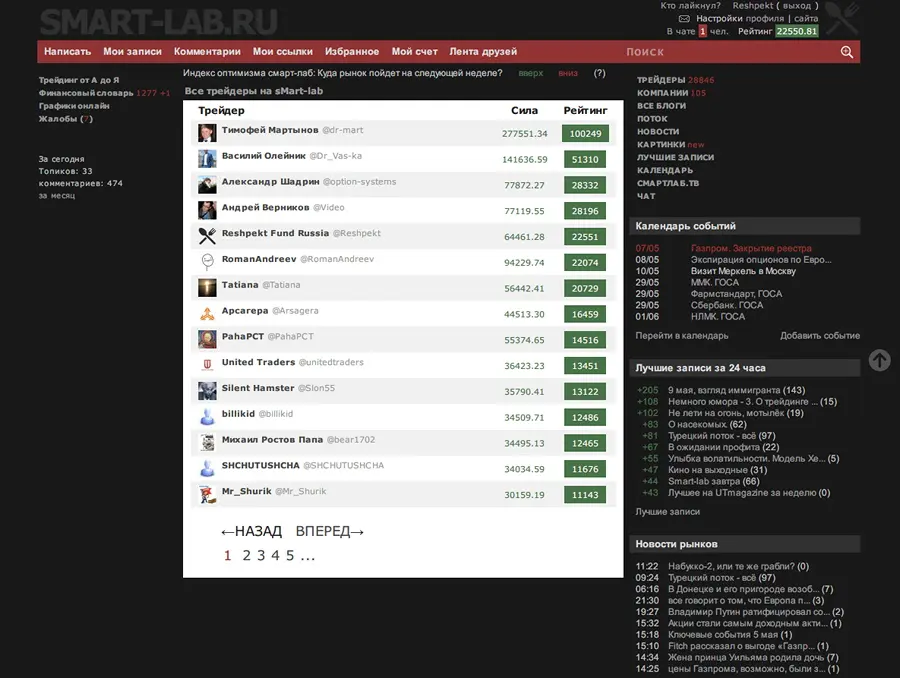 SMART-LAB.RU
Кто лайкнул? Reshpekt ( выход )
Настройки профиля | сайта
В чате 1 чел. Рейтинг 22550.81
Написать Мои записи Комментарии Мои ссылки Избранное Мой счет Лента друзей ПОИСК
Трейдинг от А до Я
Финансовый словарь 1277 +1
Графики онлайн
Жалобы (7)
За сегодня
Топиков: 33
комментариев: 474
за месяц
Индекс оптимизма смарт-лаб: Куда рынок пойдет на следующей неделе? вверх вниз (?)
Все трейдеры на sMart-lab
Трейдер Сила Рейтинг
Тимофей Мартынов @dr-mart 277551.34 100249
Василий Олейник @Dr_Vas-ka 141636.59 51310
Александр Шадрин @option-systems 77872.27 28332
Андрей Верников @Video 77119.55 28196
Reshpekt Fund Russia @Reshpekt 64461.28 22551
RomanAndreev @RomanAndreev 94229.74 22074
Tatiana @Tatiana 56442.41 20729
Арсагера @Arsagera 44513.30 16459
PahaPCT @PahaPCT 55374.65 14516
United Traders @unitedtraders 36423.23 13451
Silent Hamster @Slon55 35790.41 13122
billikid @billikid 34509.71 12486
Михаил Ростов Папа @bear1702 34495.13 12465
SHCHUTUSHCHA @SHCHUTUSHCHA 34034.59 11676
Mr_Shurik @Mr_Shurik 30159.19 11143
←НАЗАД ВПЕРЕД→
1 2 3 4 5 ...
ТРЕЙДЕРЫ 28846
КОМПАНИИ 105
ВСЕ БЛОГИ
ПОТОК
НОВОСТИ
КАРТИНКИ new
ЛУЧШИЕ ЗАПИСИ
КАЛЕНДАРЬ
СМАРТЛАБ.ТВ
ЧАТ
Календарь событий
07/05 Газпром. Закрытие реестра
08/05 Экспирация опционов по Евро...
10/05 Визит Меркель в Москву
29/05 ММК. ГОСА
29/05 Фармстандарт, ГОСА
29/05 Сбербанк. ГОСА
01/06 НЛМК. ГОСА
Перейти в календарь Добавить событие
Лучшие записи за 24 часа
+205 9 мая, взгляд иммигранта (143)
+108 Немного юмора - 3. О трейдинге ... (15)
+102 Не лети на огонь, мотылёк (19)
+83 О насекомых. (62)
+81 Турецкий поток - всё (97)
+67 В ожидании профита (22)
+55 Улыбка волатильности. Модель Хе... (5)
+47 Кино на выходные (31)
+44 Smart-lab завтра (66)
+43 Лучшее на UTmagazine за неделю (0)
Лучшие записи
Новости рынков
11:22 Набукко-2, или те же грабли? (0)
09:24 Турецкий поток - всё (97)
06:16 В Донецке и его пригороде возоб... (7)
21:30 все говорит о том, что Европа п... (3)
19:27 Владимир Путин ратифицировал со... (2)
15:32 Акции стали самым доходным акти... (1)
15:18 Ключевые события 5 мая (1)
15:10 Fitch рассказал о выгоде «Газпр... (1)
14:34 Жена принца Уильяма родила дочь (7)
14:25 цены Газпрома, возможно, были з... (1)